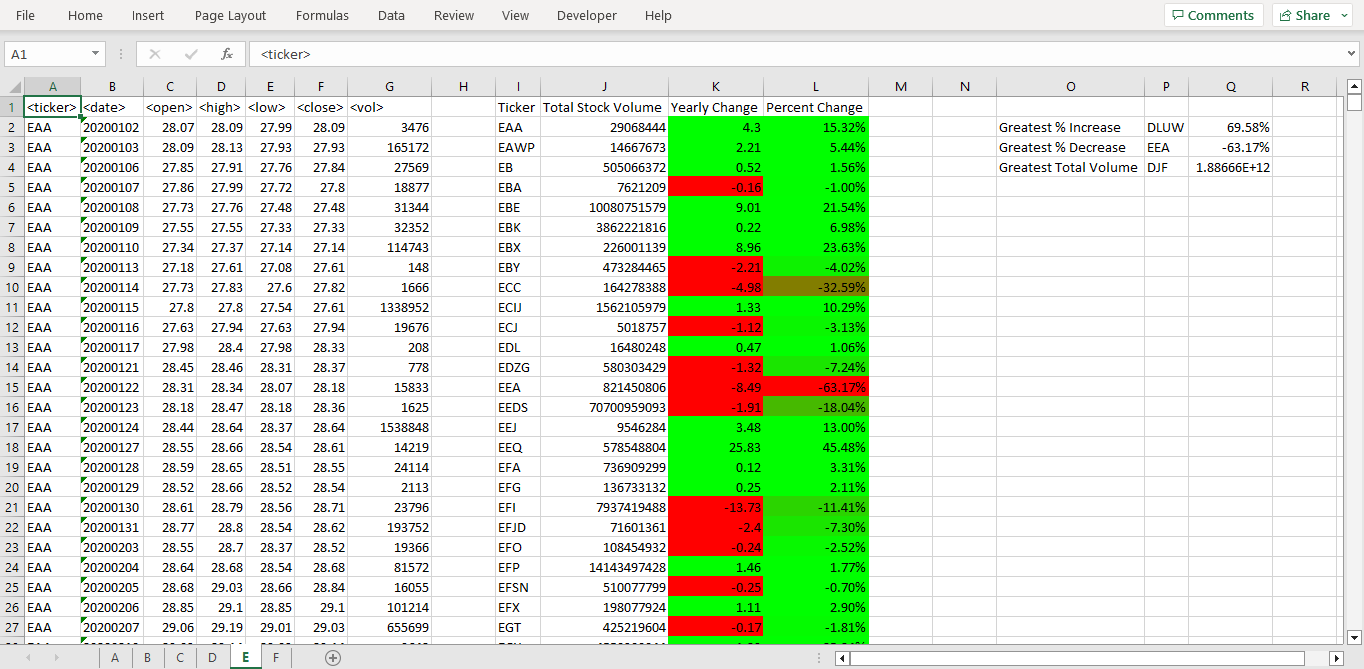 File Home Insert Page Layout Formulas Data Review View Developer Help Comments Share
A1 fx <ticker>
A B C D E F G H I J K L M N O P Q R
1 <ticker> <date> <open> <high> <low> <close> <vol> Ticker Total Stock Volume Yearly Change Percent Change
2 EAA 20200102 28.07 28.09 27.99 28.09 3476 EAA 29068444 4.3 15.32% Greatest % Increase DLUW 69.58%
3 EAA 20200103 28.09 28.13 27.93 27.93 165172 EAWP 14667673 2.21 5.44% Greatest % Decrease EEA -63.17%
4 EAA 20200106 27.85 27.91 27.76 27.84 27569 EB 505066372 0.52 1.56% Greatest Total Volume DJF 1.88666E+12
5 EAA 20200107 27.86 27.99 27.72 27.8 18877 EBA 7621209 -0.16 -1.00%
6 EAA 20200108 27.73 27.76 27.48 27.48 31344 EBE 10080751579 9.01 21.54%
7 EAA 20200109 27.55 27.55 27.33 27.33 32352 EBK 3862221816 0.22 6.98%
8 EAA 20200110 27.34 27.37 27.14 27.14 114743 EBX 226001139 8.96 23.63%
9 EAA 20200113 27.18 27.61 27.08 27.61 148 EBY 473284465 -2.21 -4.02%
10 EAA 20200114 27.73 27.83 27.6 27.82 1666 ECC 164278388 -4.98 -32.59%
11 EAA 20200115 27.8 27.8 27.54 27.61 1338952 ECIJ 1562105979 1.33 10.29%
12 EAA 20200116 27.63 27.94 27.63 27.94 19676 ECJ 5018757 -1.12 -3.13%
13 EAA 20200117 27.98 28.4 27.98 28.33 208 EDL 16480248 0.47 1.06%
14 EAA 20200121 28.45 28.46 28.31 28.37 778 EDZG 580303429 -1.32 -7.24%
15 EAA 20200122 28.31 28.34 28.07 28.18 15833 EEA 821450806 -8.49 -63.17%
16 EAA 20200123 28.18 28.47 28.18 28.36 1625 EEDS 70700959093 -1.91 -18.04%
17 EAA 20200124 28.44 28.64 28.37 28.64 1538848 EEJ 9546284 3.48 13.00%
18 EAA 20200127 28.55 28.66 28.54 28.61 14219 EEQ 578548804 25.83 45.48%
19 EAA 20200128 28.59 28.65 28.51 28.55 24114 EFA 736909299 0.12 3.31%
20 EAA 20200129 28.52 28.66 28.52 28.54 2113 EFG 136733132 0.25 2.11%
21 EAA 20200130 28.61 28.79 28.56 28.71 23796 EFI 7937419488 -13.73 -11.41%
22 EAA 20200131 28.77 28.8 28.54 28.62 193752 EFJD 71601361 -2.4 -7.30%
23 EAA 20200203 28.55 28.7 28.37 28.52 19366 EFO 108454932 -0.24 -2.52%
24 EAA 20200204 28.64 28.68 28.54 28.68 81572 EFP 14143497428 1.46 1.77%
25 EAA 20200205 28.68 29.03 28.66 28.84 16055 EFSN 510077799 -0.25 -0.70%
26 EAA 20200206 28.85 29.1 28.85 29.1 101214 EFX 198077924 1.11 2.90%
27 EAA 20200207 29.06 29.19 29.01 29.03 655699 EGT 425219604 -0.17 -1.81%
A B C D E F